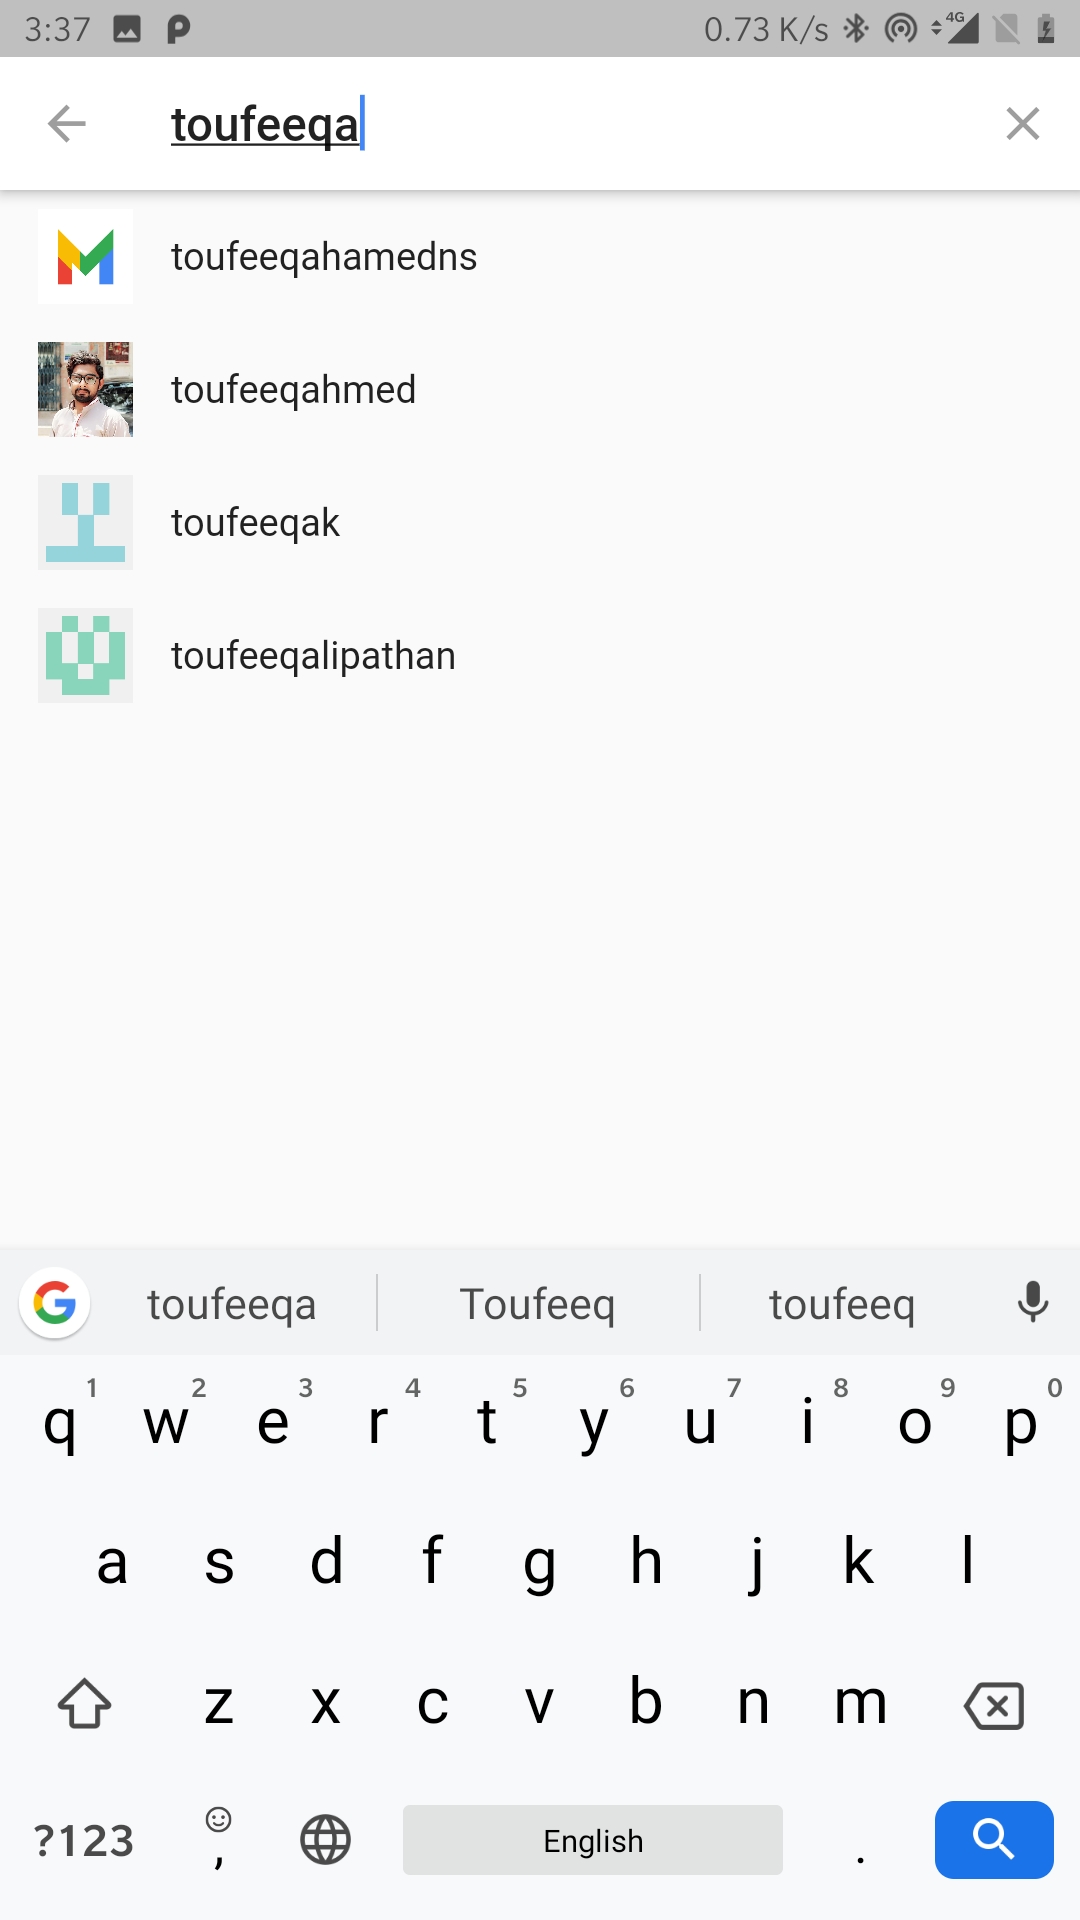 3:37 0.73 K/s 4G
toufeeqa
toufeeqahamedns
toufeeqahmed
toufeeqak
toufeeqalipathan
toufeeqa Toufeeq toufeeq
1 2 3 4 5 6 7 8 9 0
q w e r t y u i o p
a s d f g h j k l
z x c v b n m
?123 , English .